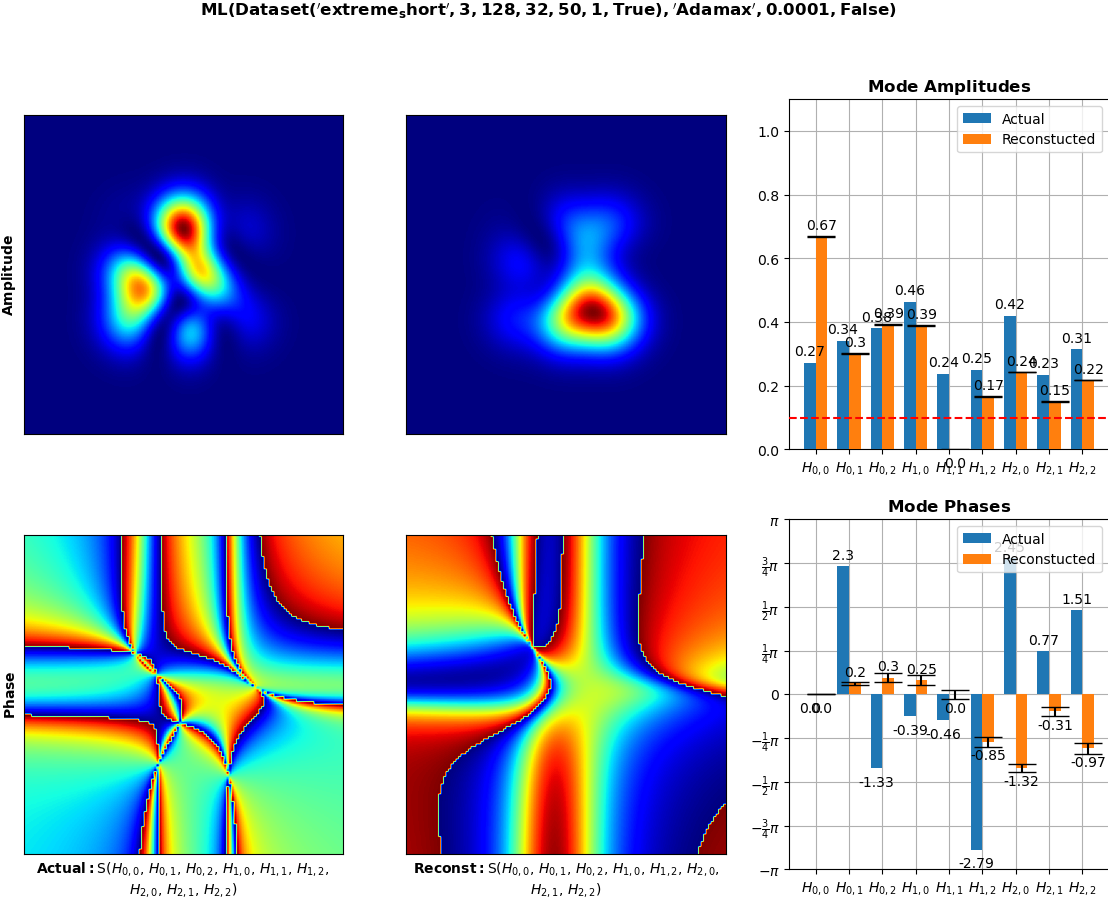 ML(Dataset('extreme_short', 3, 128, 32, 50, 1, True), 'Adamax', 0.0001, False)
Amplitude
Mode Amplitudes
Actual
Reconstucted
1.0
0.8
0.6
0.4
0.2
0.0
0.27
0.67
0.34
0.3
0.38
0.39
0.46
0.39
0.24
0.0
0.25
0.17
0.42
0.24
0.23
0.15
0.31
0.22
H0,0 H0,1 H0,2 H1,0 H1,1 H1,2 H2,0 H2,1 H2,2
Phase
Mode Phases
Actual
Reconstucted
π
3/4π
1/2π
1/4π
0
−1/4π
−1/2π
−3/4π
−π
0.0
0.0
2.3
0.2
-1.33
0.3
-0.39
0.25
-0.46
0.0
-2.79
-0.85
2.45
-1.32
0.77
-0.31
1.51
-0.97
H0,0 H0,1 H0,2 H1,0 H1,1 H1,2 H2,0 H2,1 H2,2
Actual: S(H0,0, H0,1, H0,2, H1,0, H1,1, H1,2,
H2,0, H2,1, H2,2)
Reconst: S(H0,0, H0,1, H0,2, H1,0, H1,2, H2,0,
H2,1, H2,2)